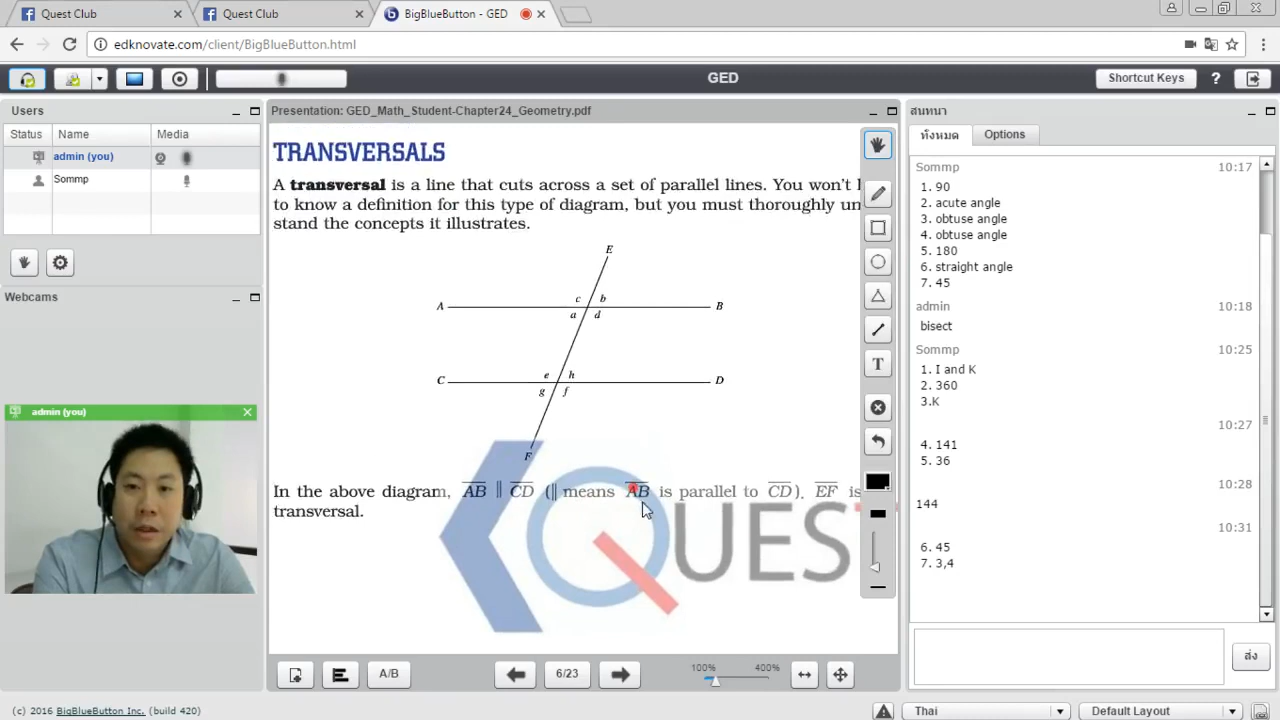 Quest Club
Quest Club
BigBlueButton - GED
edknovate.com/client/BigBlueButton.html
GED
Shortcut Keys
?
Users
Status Name Media
admin (you)
Sommp
Webcams
admin (you)
Presentation: GED_Math_Student-Chapter24_Geometry.pdf
TRANSVERSALS
A transversal is a line that cuts across a set of parallel lines. You won't
to know a definition for this type of diagram, but you must thoroughly un
stand the concepts it illustrates.
E
c b
A B
a d
e h
C D
g f
F
In the above diagram, AB ∥ CD (∥ means AB is parallel to CD). EF is
transversal.
QUES
T
A/B
6/23
100% 400%
สนทนา
ทั้งหมด Options
Sommp 10:17
1. 90
2. acute angle
3. obtuse angle
4. obtuse angle
5. 180
6. straight angle
7. 45
admin 10:18
bisect
Sommp 10:25
1. I and K
2. 360
3.K
10:27
4. 141
5. 36
10:28
144
10:31
6. 45
7. 3,4
ส่ง
(c) 2016 BigBlueButton Inc. (build 420)
Thai
Default Layout